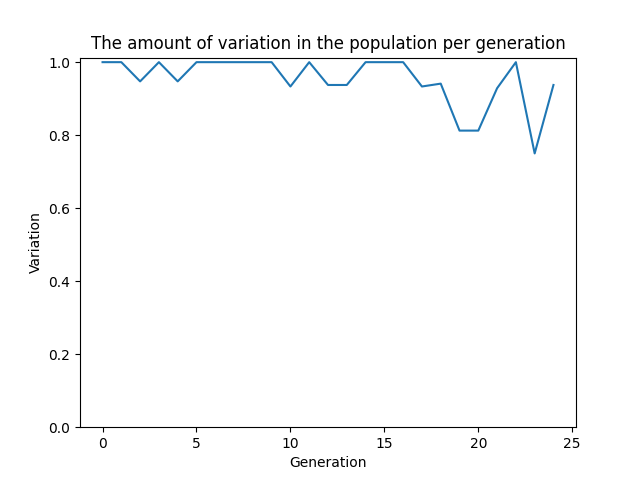 The amount of variation in the population per generation
1.0
0.8
0.6
0.4
0.2
0.0
Variation
0 5 10 15 20 25
Generation